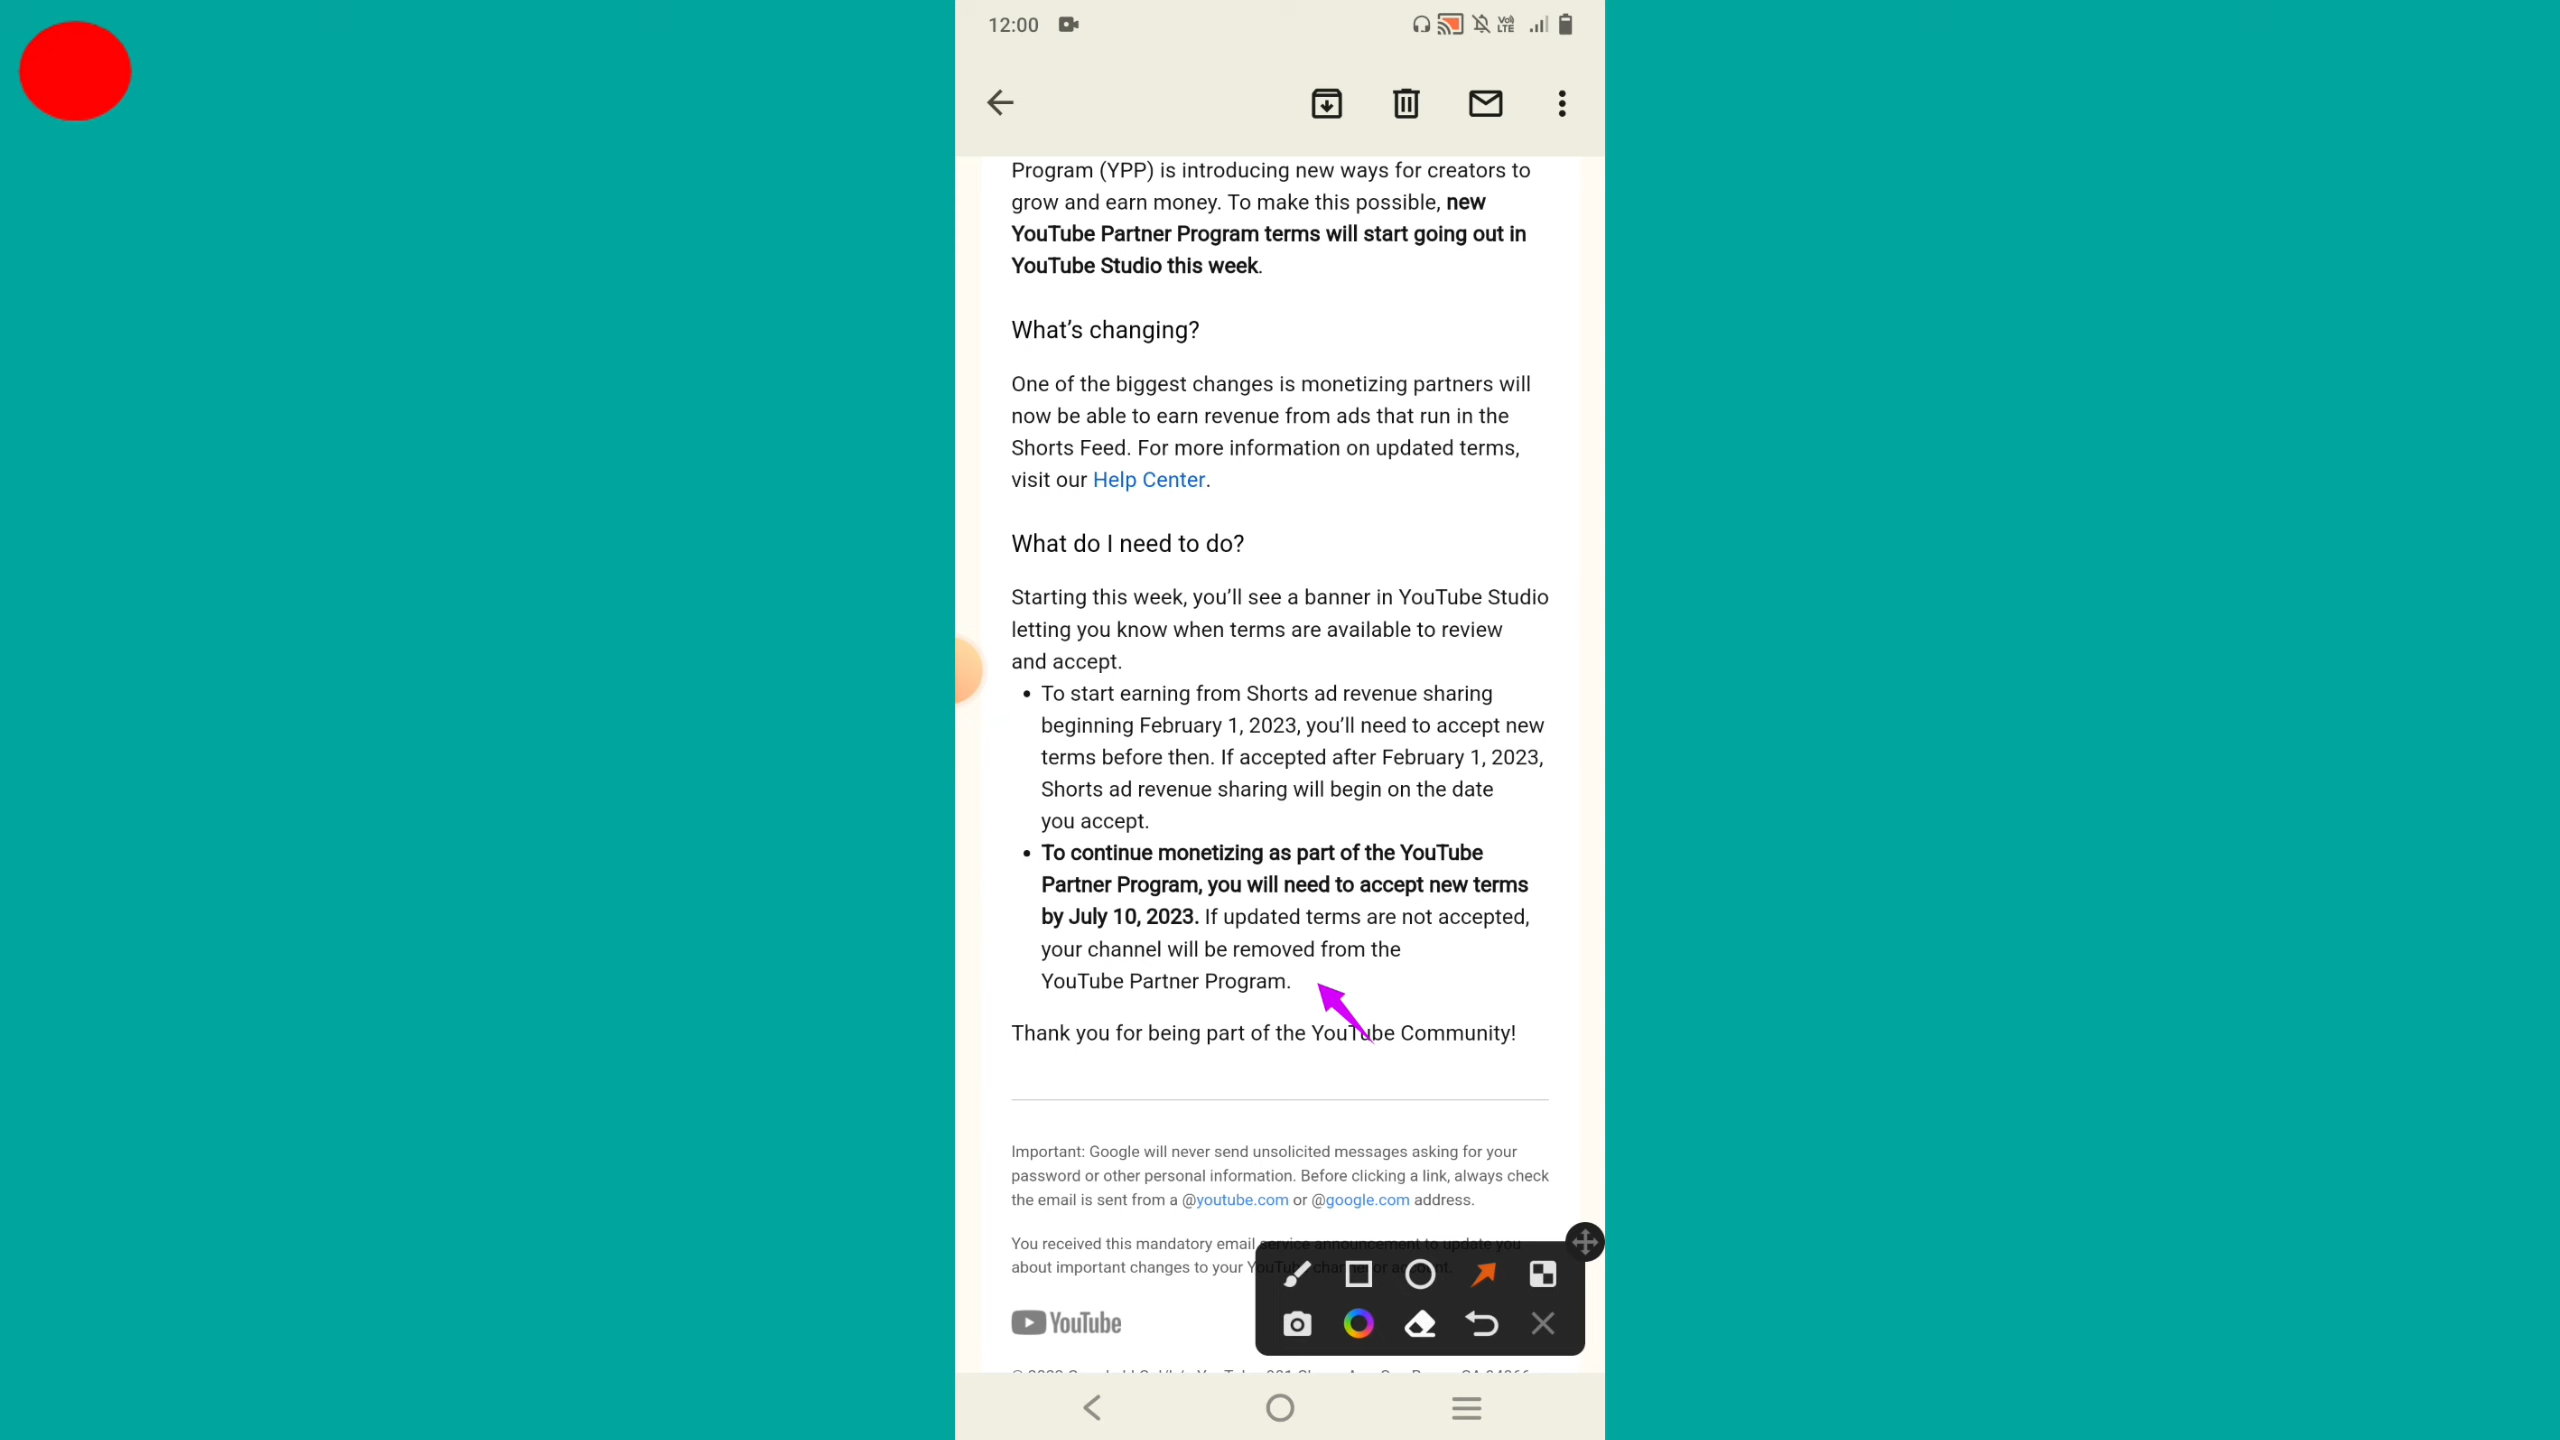 12:00
Vo) LTE
Program (YPP) is introducing new ways for creators to
grow and earn money. To make this possible, new
YouTube Partner Program terms will start going out in
YouTube Studio this week.
What’s changing?
One of the biggest changes is monetizing partners will
now be able to earn revenue from ads that run in the
Shorts Feed. For more information on updated terms,
visit our Help Center.
What do I need to do?
Starting this week, you’ll see a banner in YouTube Studio
letting you know when terms are available to review
and accept.
• To start earning from Shorts ad revenue sharing
beginning February 1, 2023, you’ll need to accept new
terms before then. If accepted after February 1, 2023,
Shorts ad revenue sharing will begin on the date
you accept.
• To continue monetizing as part of the YouTube
Partner Program, you will need to accept new terms
by July 10, 2023. If updated terms are not accepted,
your channel will be removed from the
YouTube Partner Program.
Thank you for being part of the YouTube Community!
Important: Google will never send unsolicited messages asking for your
password or other personal information. Before clicking a link, always check
the email is sent from a @youtube.com or @google.com address.
You received this mandatory email service announcement to update you
about important changes to your YouTube channel or account.
YouTube